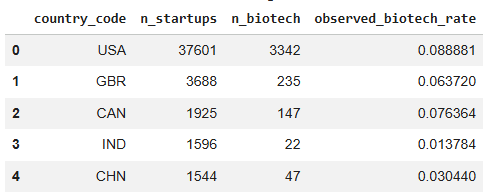 country_code n_startups n_biotech observed_biotech_rate
0 USA 37601 3342 0.088881
1 GBR 3688 235 0.063720
2 CAN 1925 147 0.076364
3 IND 1596 22 0.013784
4 CHN 1544 47 0.030440